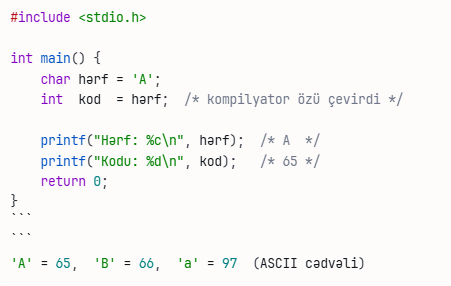 #include <stdio.h>
int main() {
    char hərf = 'A';
    int  kod  = hərf;  /* kompilyator özü çevirdi */
    printf("Hərf: %c\n", hərf);  /* A  */
    printf("Kodu: %d\n", kod);   /* 65 */
    return 0;
}
```
```
'A' = 65,  'B' = 66,  'a' = 97  (ASCII cədvəli)